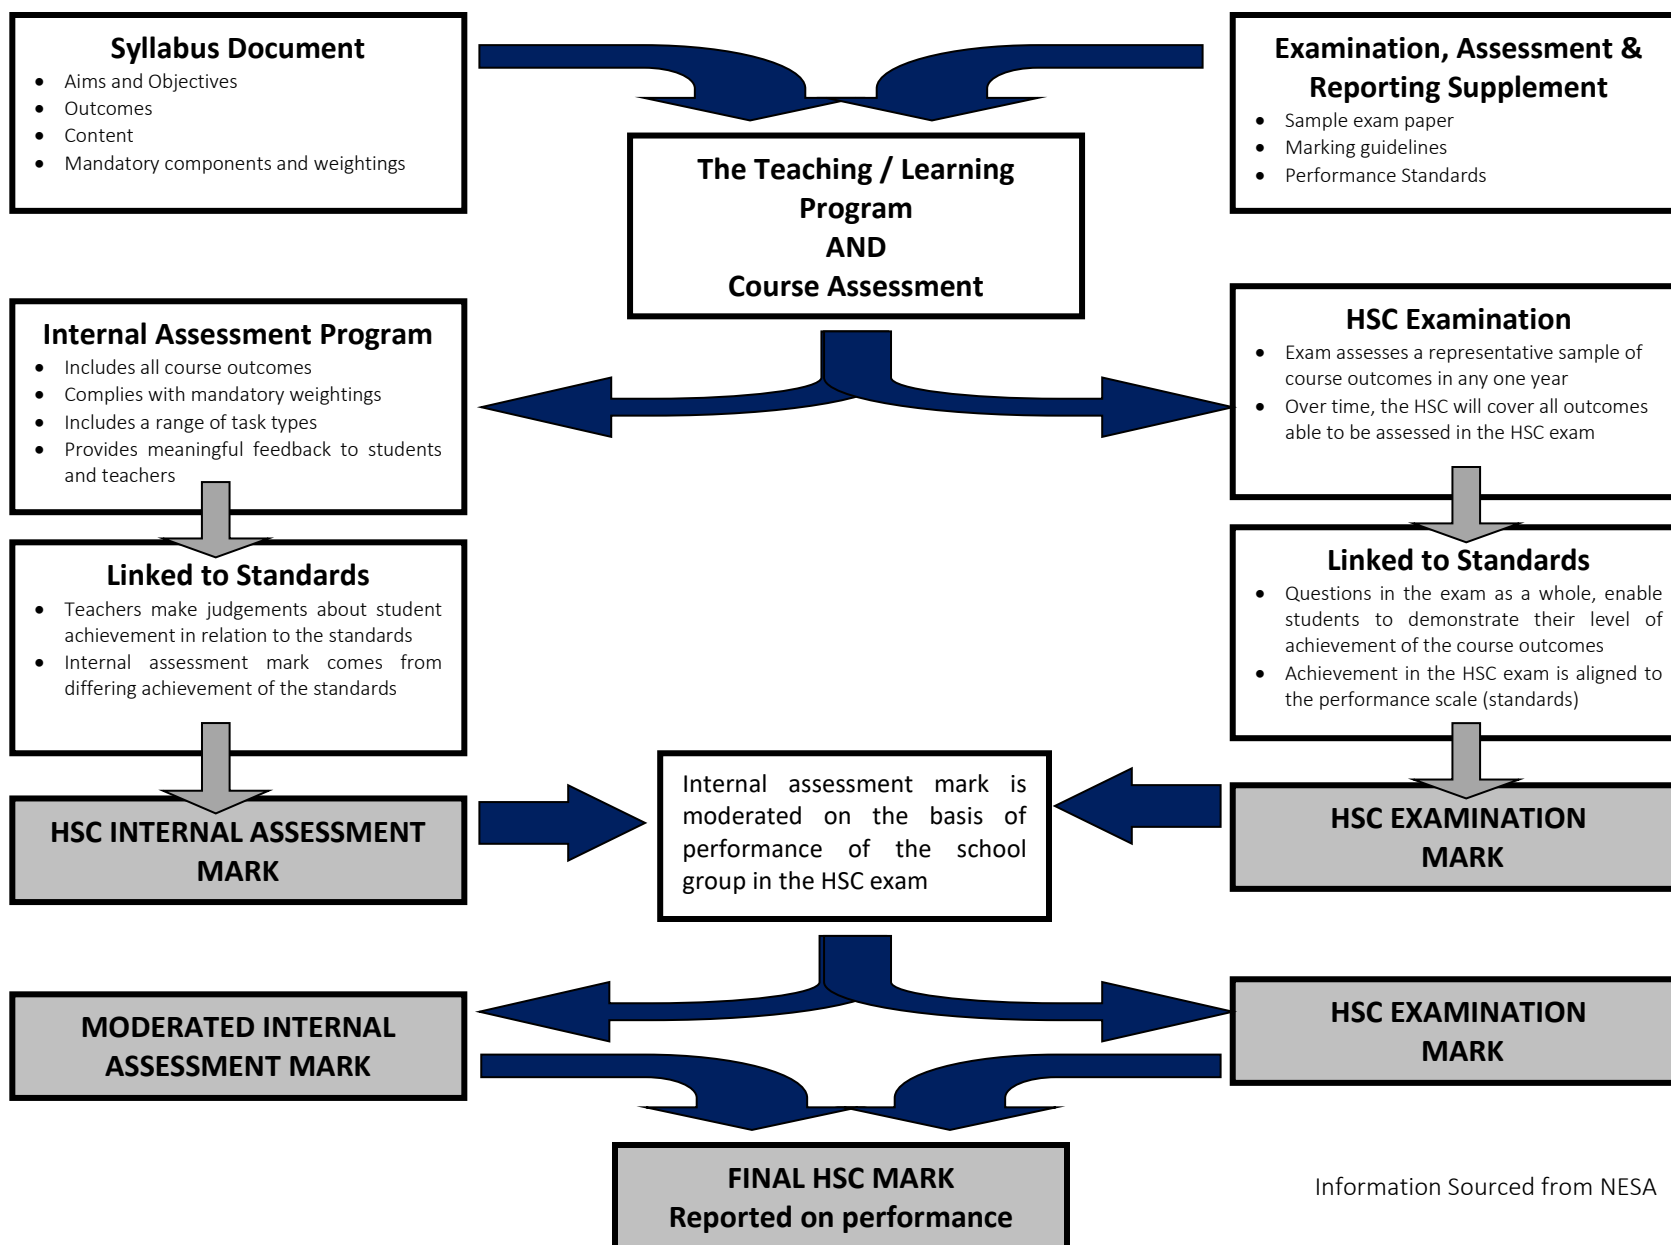 Syllabus Document
• Aims and Objectives
• Outcomes
• Content
• Mandatory components and weightings
Examination, Assessment &
Reporting Supplement
• Sample exam paper
• Marking guidelines
• Performance Standards
The Teaching / Learning
Program
AND
Course Assessment
Internal Assessment Program
• Includes all course outcomes
• Complies with mandatory weightings
• Includes a range of task types
• Provides meaningful feedback to students
and teachers
HSC Examination
• Exam assesses a representative sample of
course outcomes in any one year
• Over time, the HSC will cover all outcomes
able to be assessed in the HSC exam
Linked to Standards
• Teachers make judgements about student
achievement in relation to the standards
• Internal assessment mark comes from
differing achievement of the standards
Linked to Standards
• Questions in the exam as a whole, enable
students to demonstrate their level of
achievement of the course outcomes
• Achievement in the HSC exam is aligned to
the performance scale (standards)
HSC INTERNAL ASSESSMENT
MARK
Internal assessment mark is
moderated on the basis of
performance of the school
group in the HSC exam
HSC EXAMINATION
MARK
MODERATED INTERNAL
ASSESSMENT MARK
HSC EXAMINATION
MARK
FINAL HSC MARK
Reported on performance
Information Sourced from NESA